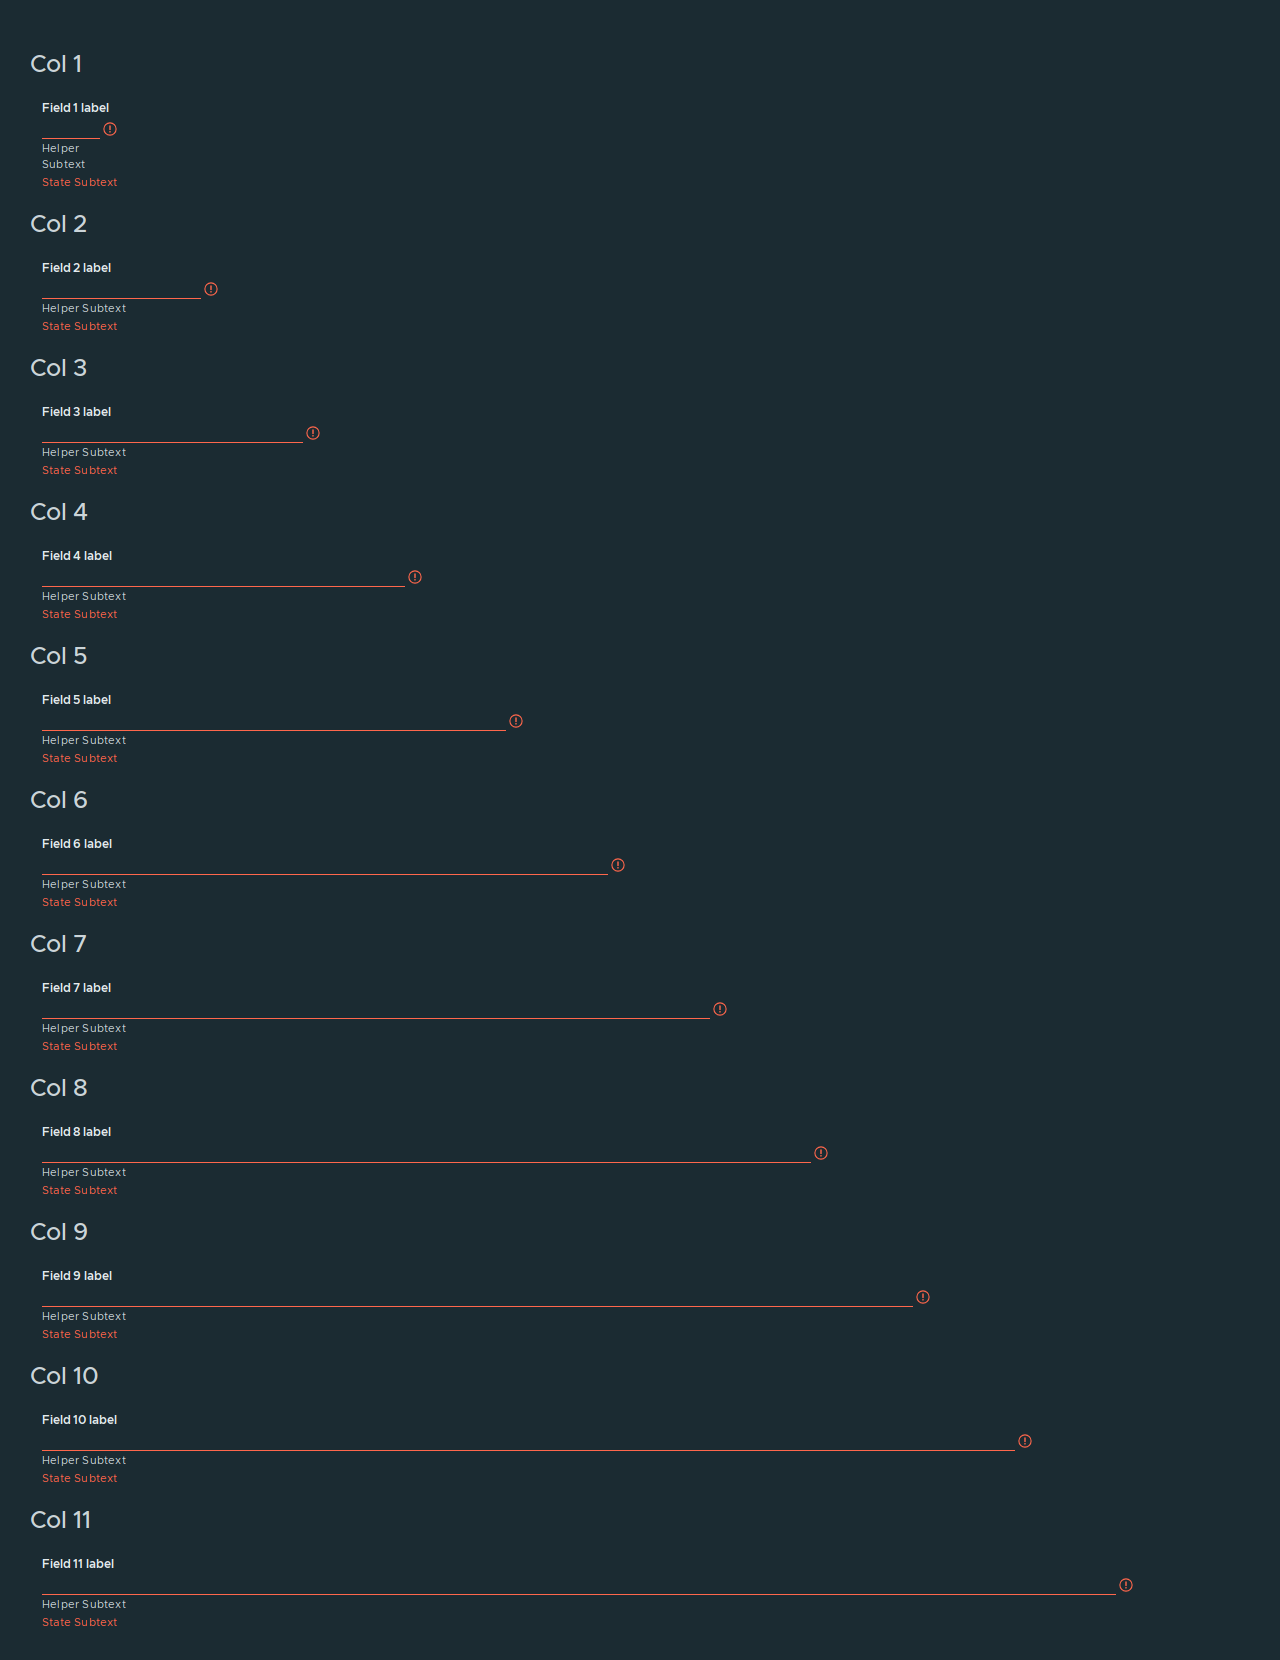 Col 1
Field 1 label
Helper
Subtext
State Subtext
Col 2
Field 2 label
Helper Subtext
State Subtext
Col 3
Field 3 label
Helper Subtext
State Subtext
Col 4
Field 4 label
Helper Subtext
State Subtext
Col 5
Field 5 label
Helper Subtext
State Subtext
Col 6
Field 6 label
Helper Subtext
State Subtext
Col 7
Field 7 label
Helper Subtext
State Subtext
Col 8
Field 8 label
Helper Subtext
State Subtext
Col 9
Field 9 label
Helper Subtext
State Subtext
Col 10
Field 10 label
Helper Subtext
State Subtext
Col 11
Field 11 label
Helper Subtext
State Subtext